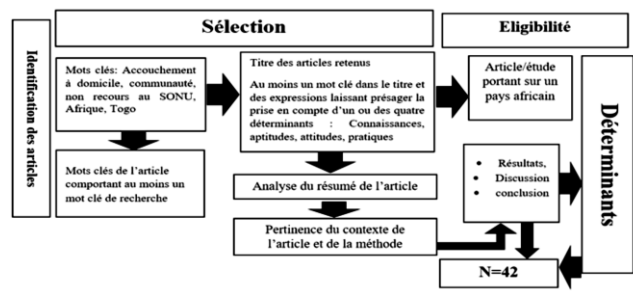 Identification des articles
Sélection
Eligibilité
Mots clés: Accouchement
à domicile, communauté,
non recours au SONU,
Afrique, Togo
Mots clés de l'article
comportant au moins un
mot clé de recherche
Titre des articles retenus
Au moins un mot clé dans le titre et
des expressions laissant présager la
prise en compte d'un ou des quatre
déterminants : Connaissances,
aptitudes, attitudes, pratiques
Analyse du résumé de l'article
Pertinence du contexte de
l'article et de la méthode
Article/étude
portant sur un
pays africain
• Résultats,
• Discussion
• conclusion
N=42
Déterminants